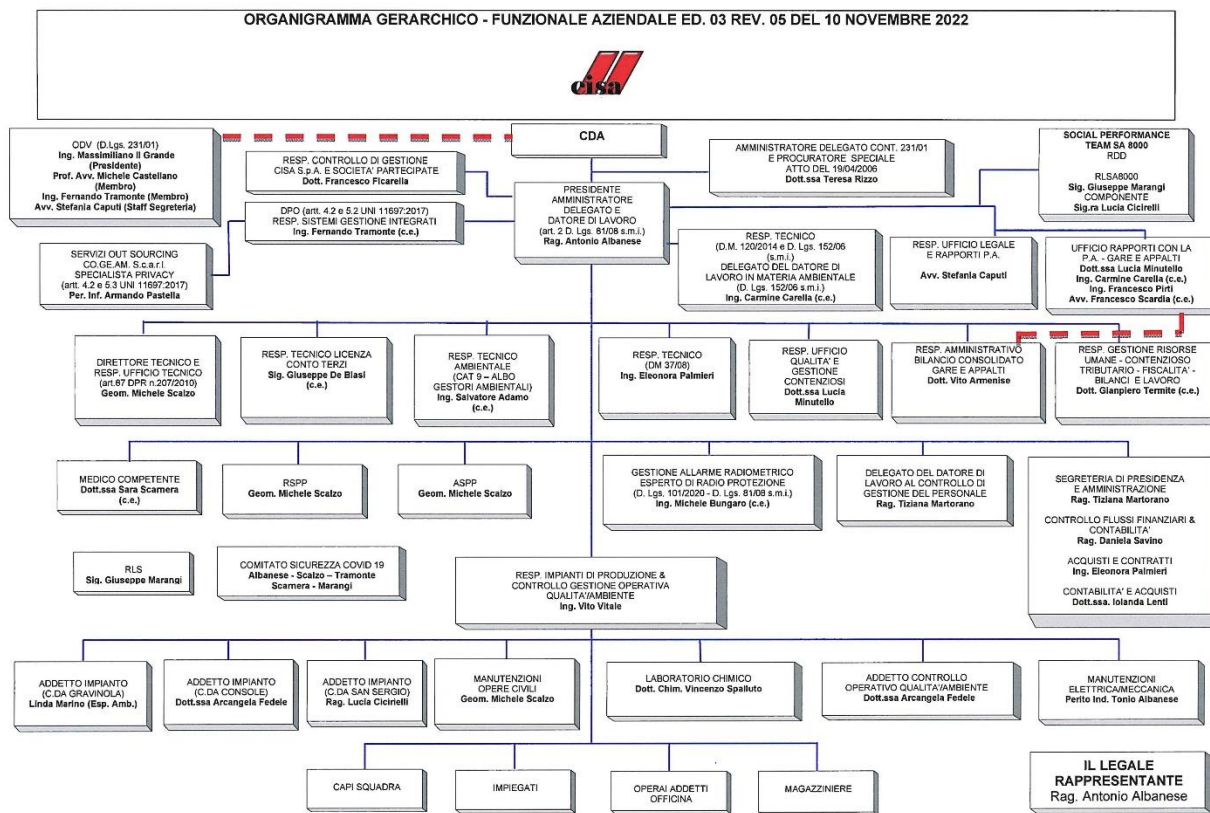 ORGANIGRAMMA GERARCHICO - FUNZIONALE AZIENDALE ED. 03 REV. 05 DEL 10 NOVEMBRE 2022
cisa
ODV (D.Lgs. 231/01)
Ing. Massimiliano Il Grande
(Presidente)
Prof. Avv. Michele Castellano
(Membro)
Ing. Fernando Tramonte (Membro)
Avv. Stefania Caputi (Staff Segreteria)
RESP. CONTROLLO DI GESTIONE
CISA S.p.A. E SOCIETA' PARTECIPATE
Dott. Francesco Ficarella
CDA
AMMINISTRATORE DELEGATO CONT. 231/01
E PROCURATORE SPECIALE
ATTO DEL 19/04/2006
Dott.ssa Teresa Rizzo
SOCIAL PERFORMANCE
TEAM SA 8000
RDD
RLSA8000
Sig. Giuseppe Marangi
COMPONENTE
Sig.ra Lucia Cicirelli
DPO (artt. 4.2 e 5.2 UNI 11697:2017)
RESP. SISTEMI GESTIONE INTEGRATI
Ing. Fernando Tramonte (c.e.)
PRESIDENTE
AMMINISTRATORE
DELEGATO E
DATORE DI LAVORO
(art. 2 D. Lgs. 81/08 s.m.i.)
Rag. Antonio Albanese
SERVIZI OUT SOURCING
CO.GE.AM. S.c.a.r.l.
SPECIALISTA PRIVACY
(artt. 4.2 e 5.3 UNI 11697:2017)
Per. Inf. Armando Pastella
RESP. TECNICO
(D.M. 120/2014 e D. Lgs. 152/06
(s.m.i.)
DELEGATO DEL DATORE DI
LAVORO IN MATERIA AMBIENTALE
(D. Lgs. 152/06 s.m.i.)
Ing. Carmine Carella (c.e.)
RESP. UFFICIO LEGALE
E RAPPORTI P.A.
Avv. Stefania Caputi
UFFICIO RAPPORTI CON LA
P.A. - GARE E APPALTI
Dott.ssa Lucia Minutello
Ing. Carmine Carella (c.e.)
Ing. Francesco Pirti
Avv. Francesco Scardia (c.e.)
DIRETTORE TECNICO E
RESP. UFFICIO TECNICO
(art.87 DPR n.207/2010)
Geom. Michele Scalzo
RESP. TECNICO LICENZA
CONTO TERZI
Sig. Giuseppe De Blasi
(c.e.)
RESP. TECNICO
AMBIENTALE
(CAT 9 – ALBO
GESTORI AMBIENTALI)
Ing. Salvatore Adamo
(c.e.)
RESP. TECNICO
(DM 37/08)
Ing. Eleonora Palmieri
RESP. UFFICIO
QUALITA' E
GESTIONE
CONTENZIOSI
Dott.ssa Lucia
Minutello
RESP. AMMINISTRATIVO
BILANCIO CONSOLIDATO
GARE E APPALTI
Dott. Vito Armenise
RESP. GESTIONE RISORSE
UMANE - CONTENZIOSO
TRIBUTARIO - FISCALITA' -
BILANCI E LAVORO
Dott. Gianpiero Termite (c.e.)
MEDICO COMPETENTE
Dott.ssa Sara Scarnera
(c.e.)
RSPP
Geom. Michele Scalzo
ASPP
Geom. Michele Scalzo
GESTIONE ALLARME RADIOMETRICO
ESPERTO DI RADIO PROTEZIONE
(D. Lgs. 101/2020 - D. Lgs. 81/08 s.m.i.)
Ing. Michele Bungaro (c.e.)
DELEGATO DEL DATORE DI
LAVORO AL CONTROLLO DI
GESTIONE DEL PERSONALE
Rag. Tiziana Martorano
SEGRETERIA DI PRESIDENZA
E AMMINISTRAZIONE
Rag. Tiziana Martorano
CONTROLLO FLUSSI FINANZIARI &
CONTABILITA'
Rag. Daniela Savino
ACQUISTI E CONTRATTI
Ing. Eleonora Palmieri
CONTABILITA' E ACQUISTI
Dott.ssa. Iolanda Lenti
RLS
Sig. Giuseppe Marangi
COMITATO SICUREZZA COVID 19
Albanese - Scalzo – Tramonte
Scarnera - Marangi
RESP. IMPIANTI DI PRODUZIONE &
CONTROLLO GESTIONE OPERATIVA
QUALITA'/AMBIENTE
Ing. Vito Vitale
ADDETTO IMPIANTO
(C.DA GRAVINOLA)
Linda Marino (Esp. Amb.)
ADDETTO IMPIANTO
(C.DA CONSOLE)
Dott.ssa Arcangela Fedele
ADDETTO IMPIANTO
(C.DA SAN SERGIO)
Rag. Lucia Cicirielli
MANUTENZIONI
OPERE CIVILI
Geom. Michele Scalzo
LABORATORIO CHIMICO
Dott. Chim. Vincenzo Spalluto
ADDETTO CONTROLLO
OPERATIVO QUALITA'/AMBIENTE
Dott.ssa Arcangela Fedele
MANUTENZIONI
ELETTRICA/MECCANICA
Perito Ind. Tonio Albanese
CAPI SQUADRA
IMPIEGATI
OPERAI ADDETTI
OFFICINA
MAGAZZINIERE
IL LEGALE
RAPPRESENTANTE
Rag. Antonio Albanese